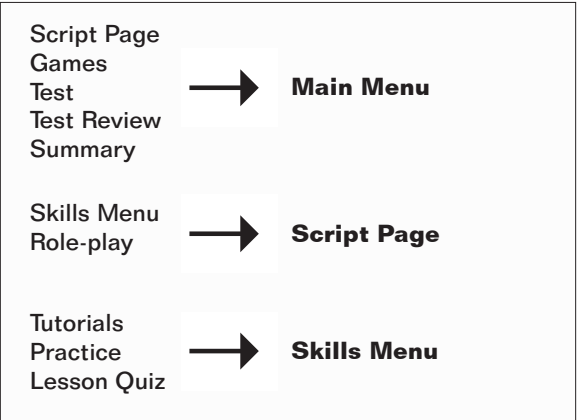 Script Page
Games
Test
Test Review
Summary
Main Menu
Skills Menu
Role-play
Script Page
Tutorials
Practice
Lesson Quiz
Skills Menu